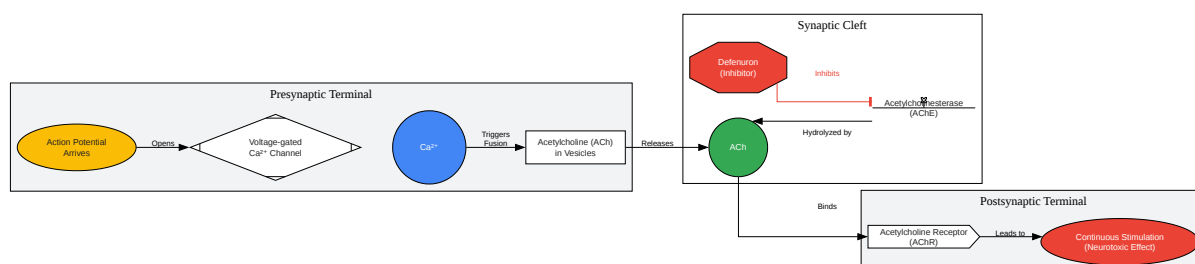 Synaptic Cleft
Defenuron
(Inhibitor)
Inhibits
Acetylcholinesterase
(AChE)
Hydrolyzed by
Presynaptic Terminal
Action Potential
Arrives
Opens
Voltage-gated
Ca²⁺ Channel
Ca²⁺
Triggers
Fusion
Acetylcholine (ACh)
in Vesicles
Releases
ACh
Binds
Postsynaptic Terminal
Acetylcholine Receptor
(AChR)
Leads to
Continuous Stimulation
(Neurotoxic Effect)